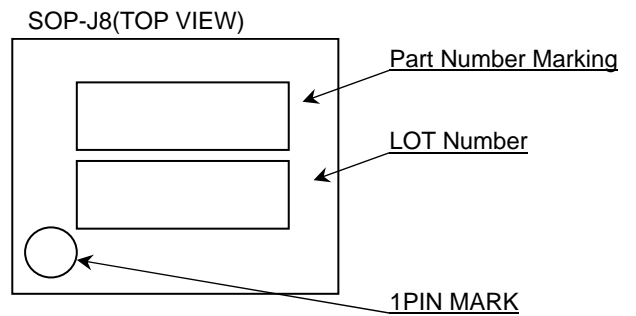 SOP-J8(TOP VIEW)
Part Number Marking
LOT Number
1PIN MARK